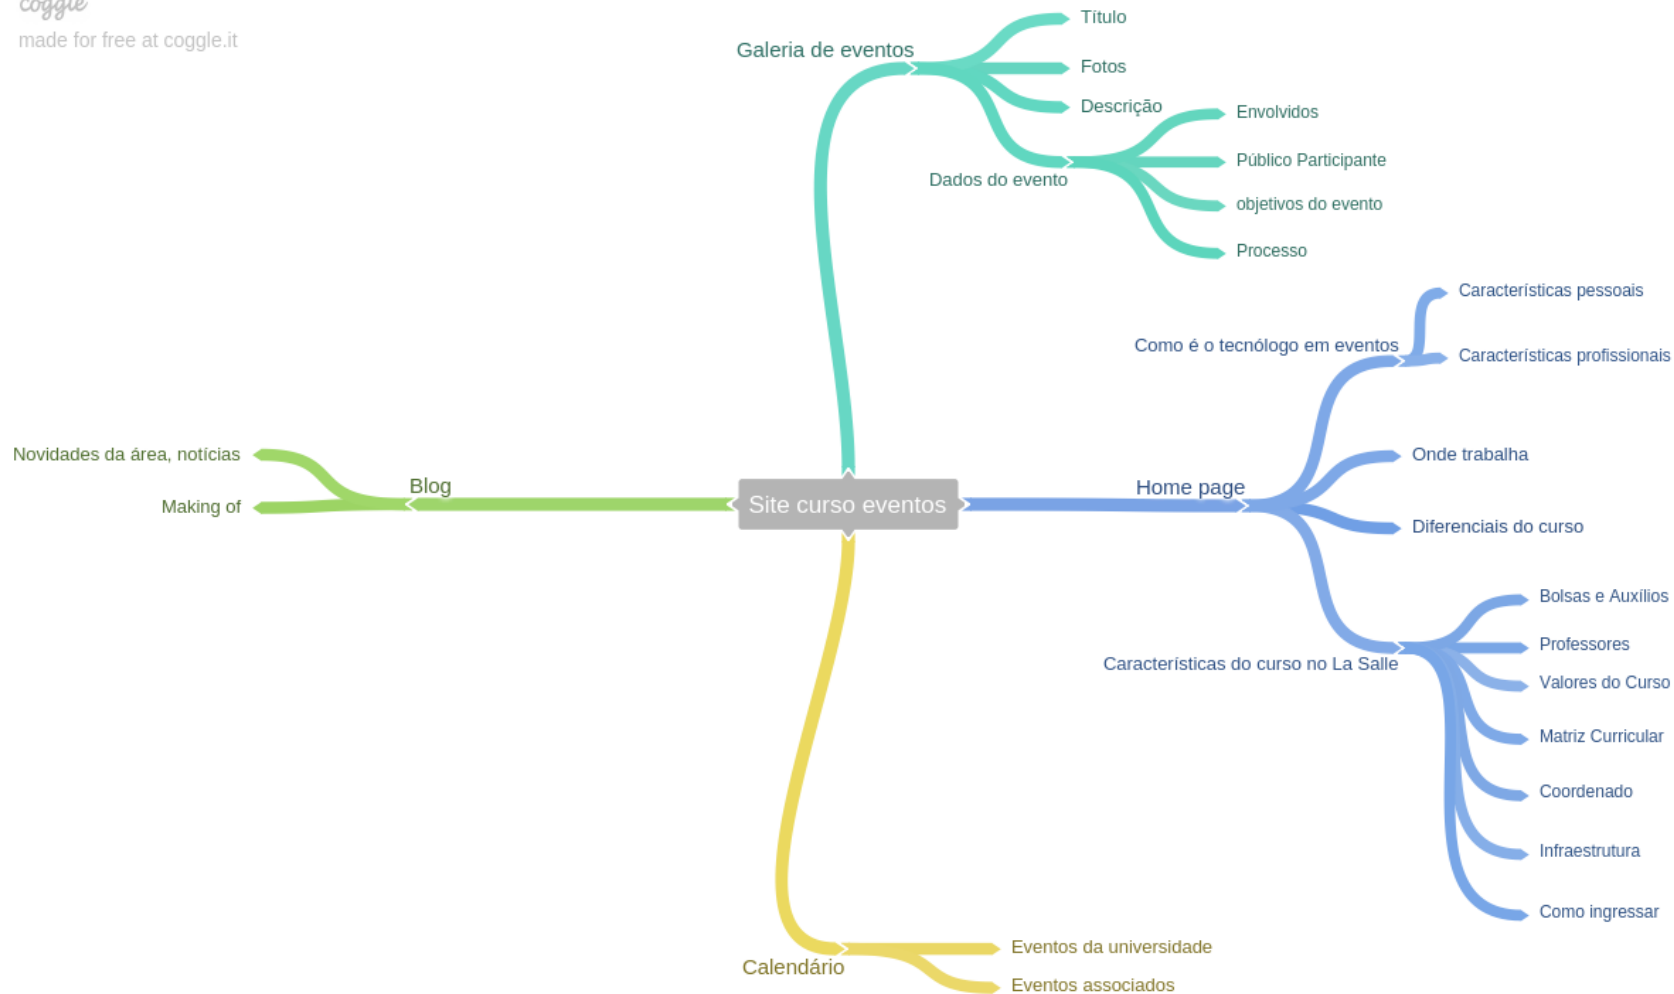 coggle
made for free at coggle.it
Galeria de eventos
Título
Fotos
Descrição
Dados do evento
Envolvidos
Público Participante
objetivos do evento
Processo
Como é o tecnólogo em eventos
Características pessoais
Características profissionais
Home page
Onde trabalha
Diferenciais do curso
Características do curso no La Salle
Bolsas e Auxílios
Professores
Valores do Curso
Matriz Curricular
Coordenado
Infraestrutura
Como ingressar
Site curso eventos
Blog
Novidades da área, notícias
Making of
Calendário
Eventos da universidade
Eventos associados